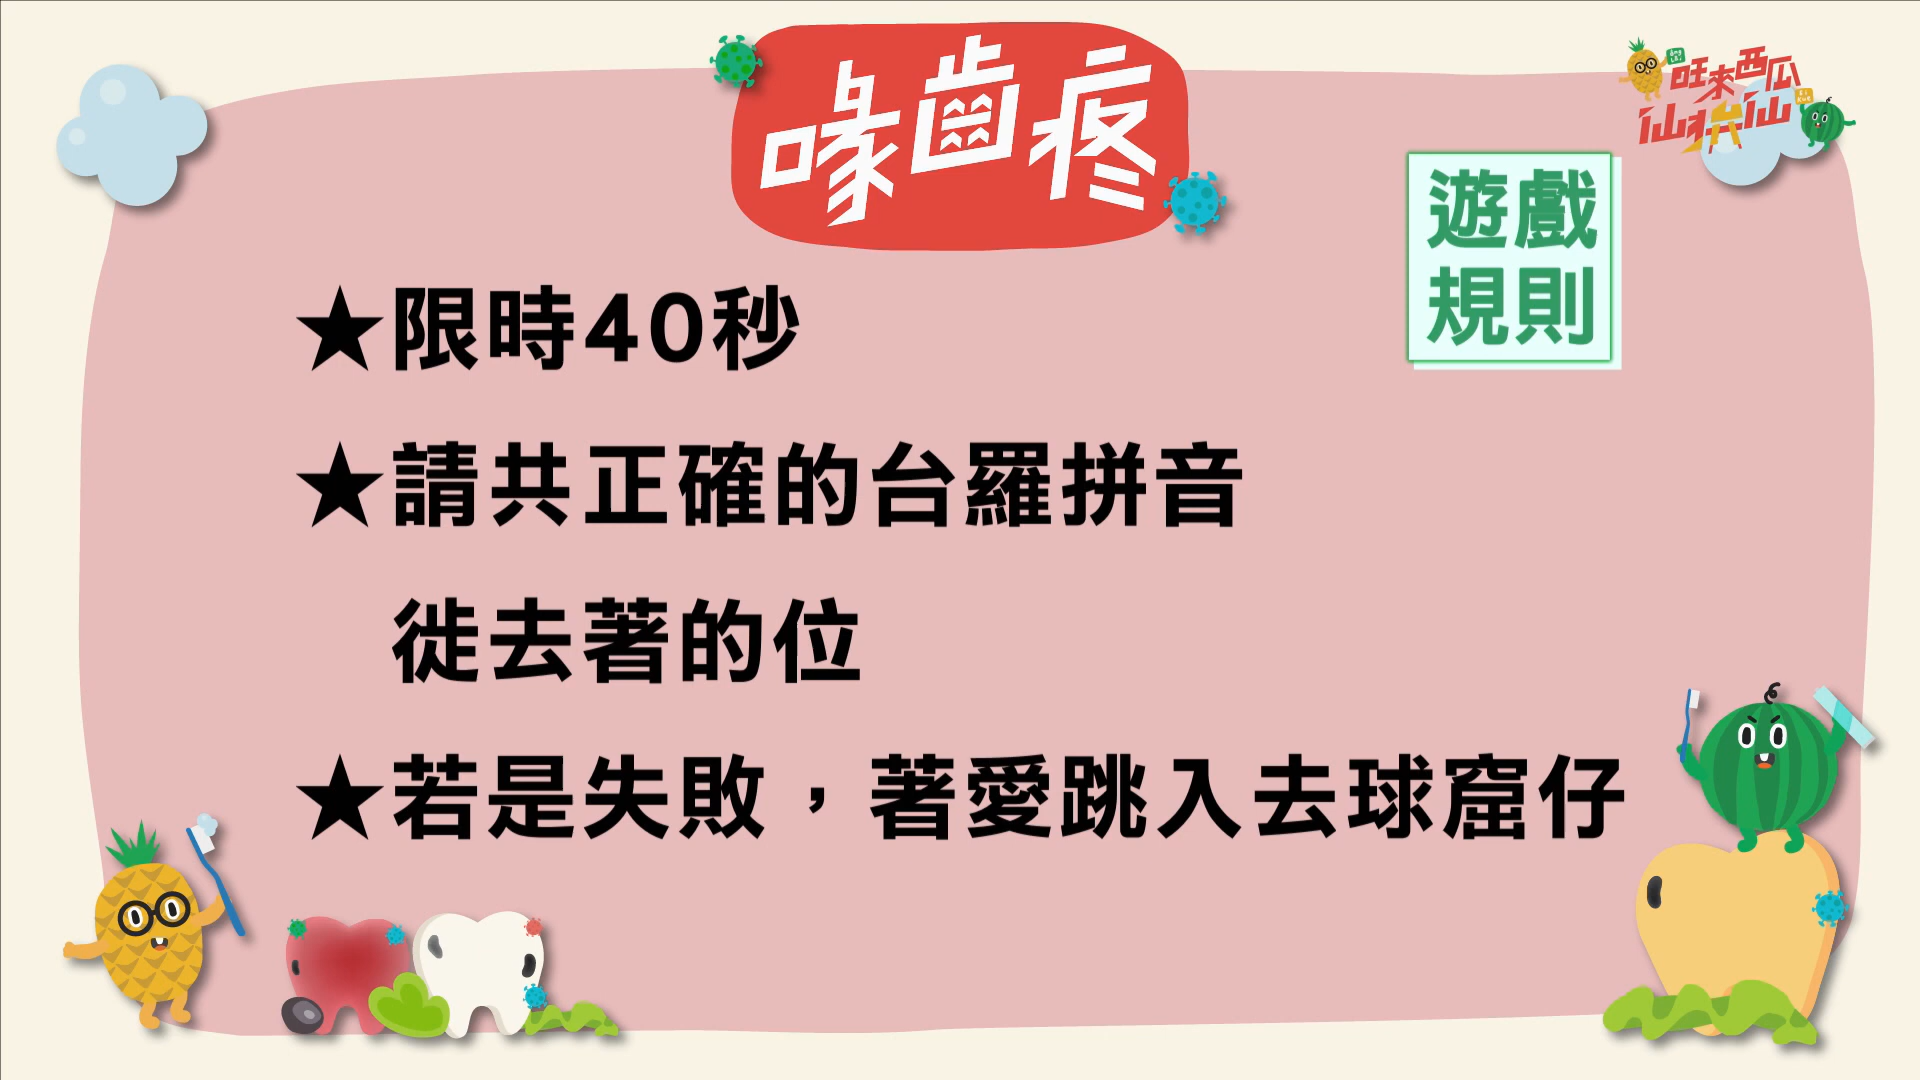 喙齒疼
旺來西瓜
仙拚仙
遊戲
規則
★限時40秒
★請共正確的台羅拼音
徙去著的位
★若是失敗，著愛跳入去球窟仔